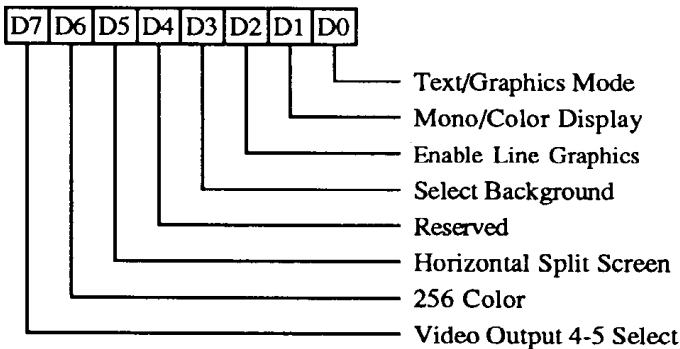 D7 D6 D5 D4 D3 D2 D1 D0
Text/Graphics Mode
Mono/Color Display
Enable Line Graphics
Select Background
Reserved
Horizontal Split Screen
256 Color
Video Output 4-5 Select